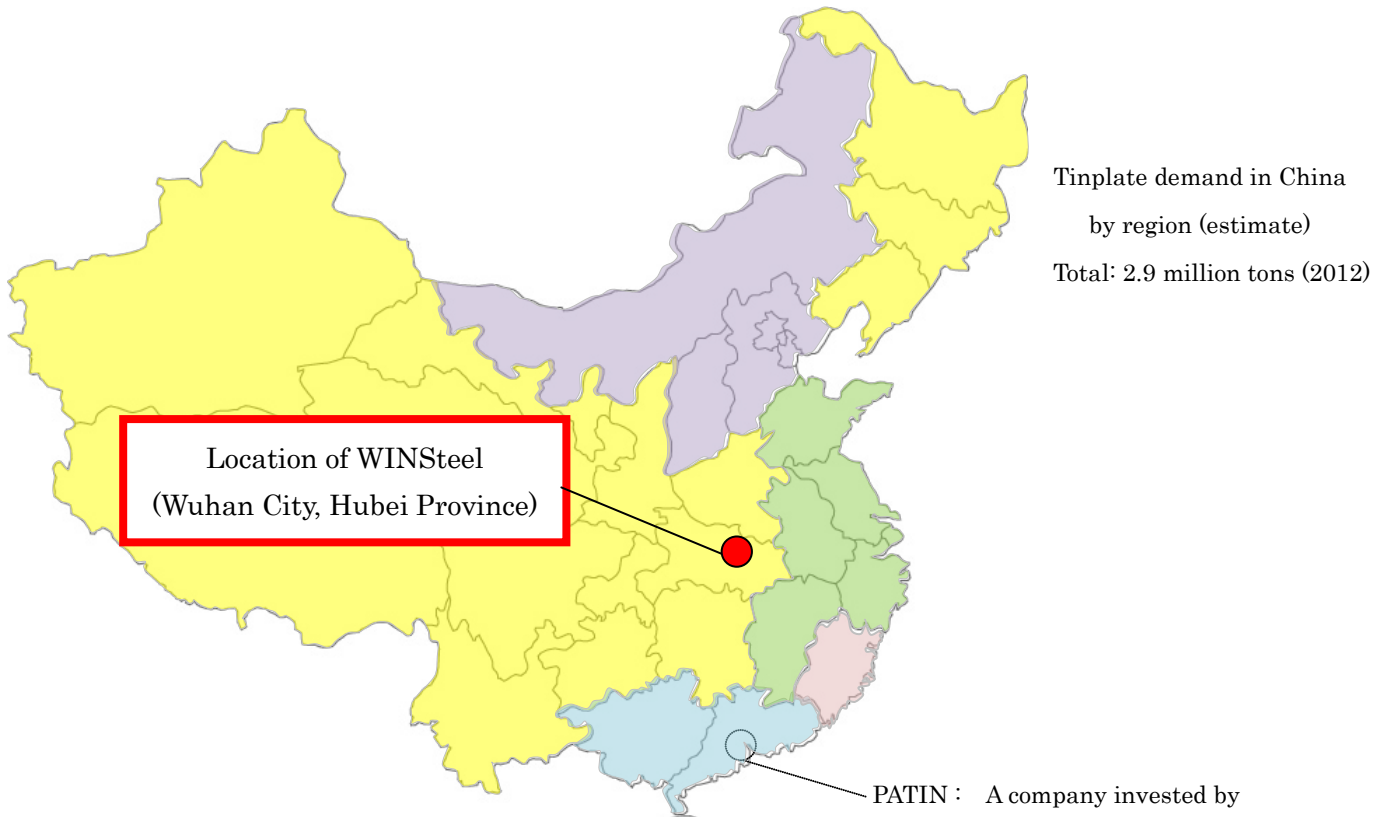 Tinplate demand in China
by region (estimate)
Total: 2.9 million tons (2012)
Location of WINSteel
(Wuhan City, Hubei Province)
PATIN : A company invested by